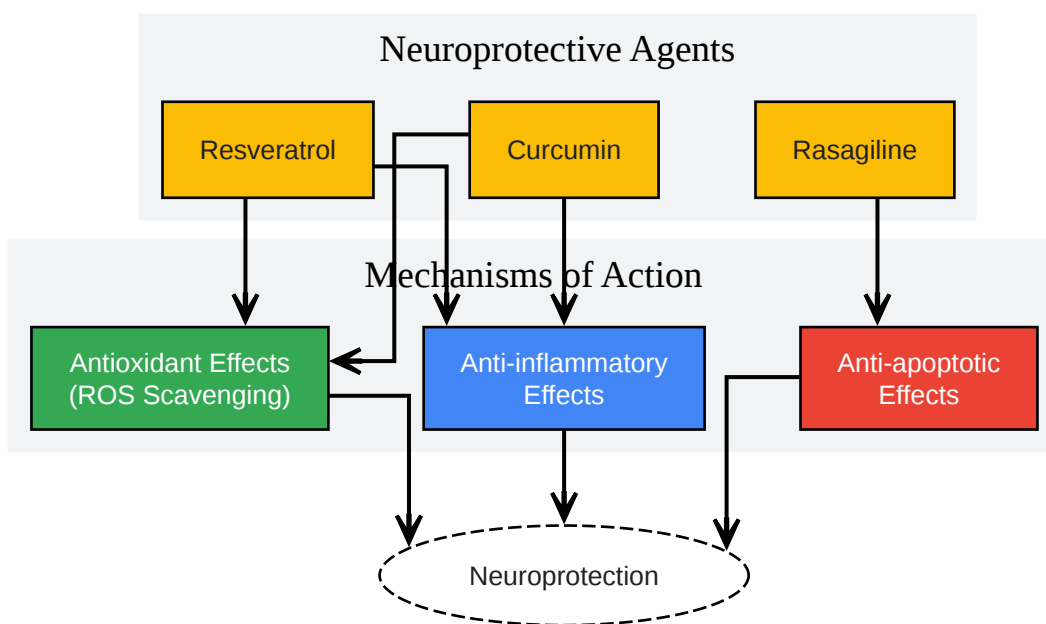 Neuroprotective Agents
Resveratrol
Curcumin
Rasagiline
Mechanisms of Action
Antioxidant Effects
(ROS Scavenging)
Anti-inflammatory
Effects
Anti-apoptotic
Effects
Neuroprotection